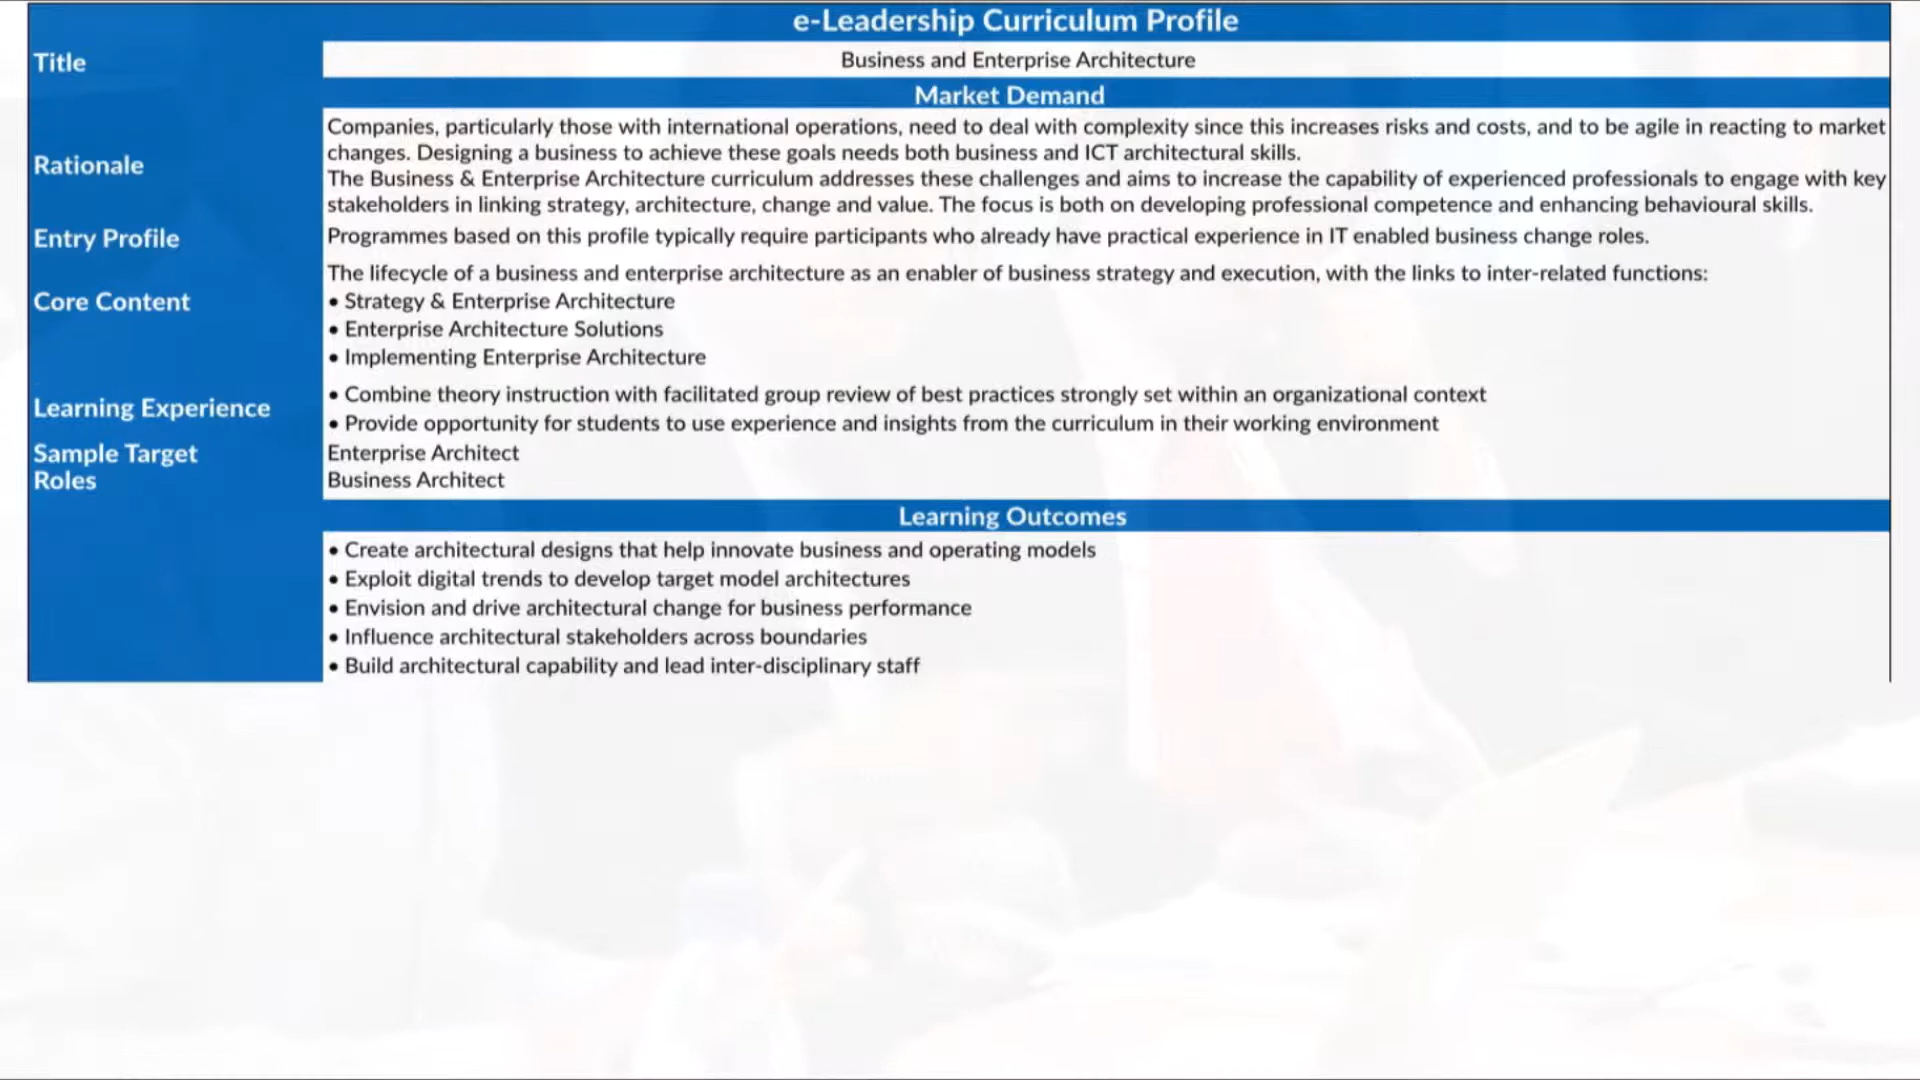 e-Leadership Curriculum Profile
Title
Business and Enterprise Architecture
Market Demand
Rationale
Companies, particularly those with international operations, need to deal with complexity since this increases risks and costs, and to be agile in reacting to market
changes. Designing a business to achieve these goals needs both business and ICT architectural skills.
The Business & Enterprise Architecture curriculum addresses these challenges and aims to increase the capability of experienced professionals to engage with key
stakeholders in linking strategy, architecture, change and value. The focus is both on developing professional competence and enhancing behavioural skills.
Entry Profile
Programmes based on this profile typically require participants who already have practical experience in IT enabled business change roles.
Core Content
The lifecycle of a business and enterprise architecture as an enabler of business strategy and execution, with the links to inter-related functions:
• Strategy & Enterprise Architecture
• Enterprise Architecture Solutions
• Implementing Enterprise Architecture
Learning Experience
• Combine theory instruction with facilitated group review of best practices strongly set within an organizational context
• Provide opportunity for students to use experience and insights from the curriculum in their working environment
Sample Target
Roles
Enterprise Architect
Business Architect
Learning Outcomes
• Create architectural designs that help innovate business and operating models
• Exploit digital trends to develop target model architectures
• Envision and drive architectural change for business performance
• Influence architectural stakeholders across boundaries
• Build architectural capability and lead inter-disciplinary staff